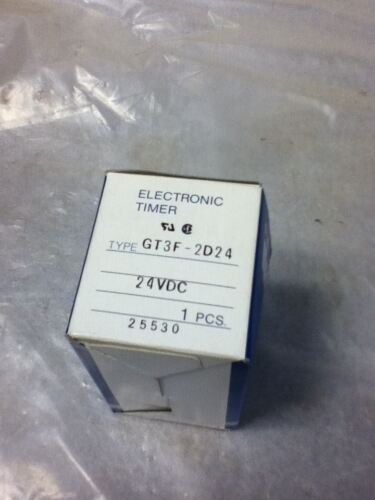 ELECTRONIC
TIMER
TYPE GT3F-2D24
24VDC
1 PCS.
25530